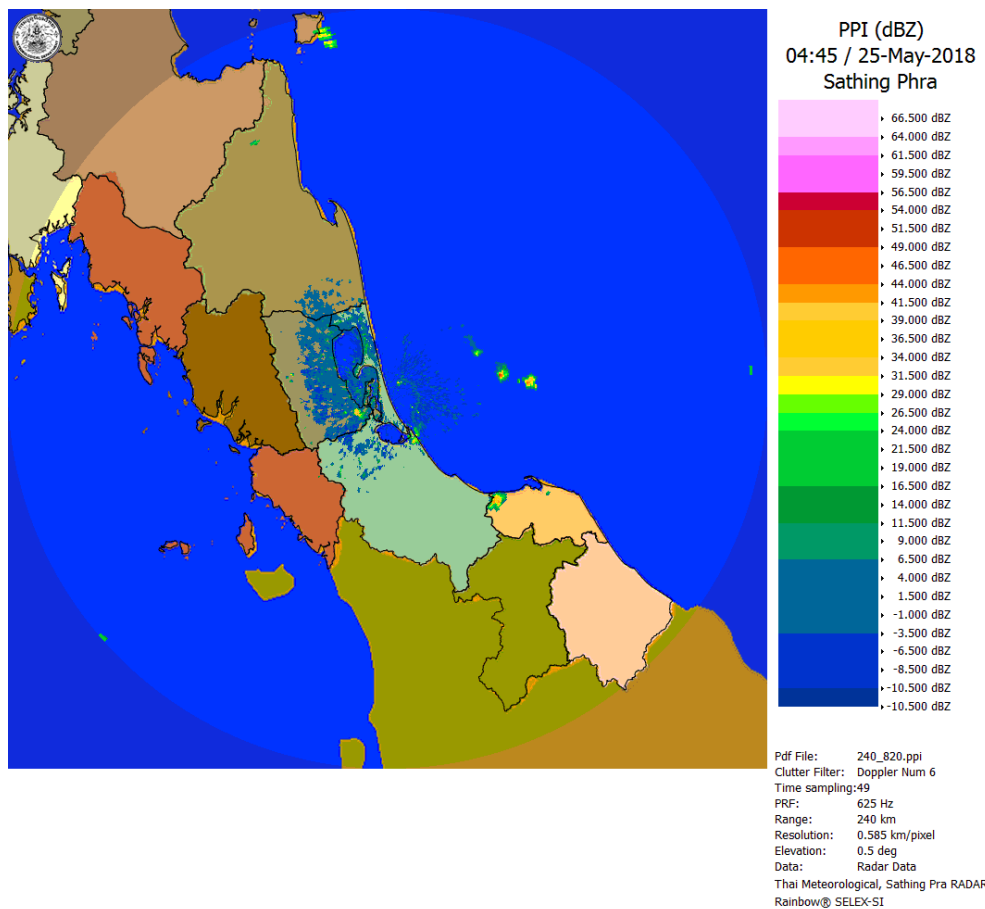 PPI (dBZ)
04:45 / 25-May-2018
Sathing Phra
66.500 dBZ
64.000 dBZ
61.500 dBZ
59.500 dBZ
56.500 dBZ
54.000 dBZ
51.500 dBZ
49.000 dBZ
46.500 dBZ
44.000 dBZ
41.500 dBZ
39.000 dBZ
36.500 dBZ
34.000 dBZ
31.500 dBZ
29.000 dBZ
26.500 dBZ
24.000 dBZ
21.500 dBZ
19.000 dBZ
16.500 dBZ
14.000 dBZ
11.500 dBZ
9.000 dBZ
6.500 dBZ
4.000 dBZ
1.500 dBZ
-1.000 dBZ
-3.500 dBZ
-6.500 dBZ
-8.500 dBZ
-10.500 dBZ
-10.500 dBZ
Pdf File: 240_820.ppi
Clutter Filter: Doppler Num 6
Time sampling:49
PRF: 625 Hz
Range: 240 km
Resolution: 0.585 km/pixel
Elevation: 0.5 deg
Data: Radar Data
Thai Meteorological, Sathing Pra RADAR
Rainbow® SELEX-SI